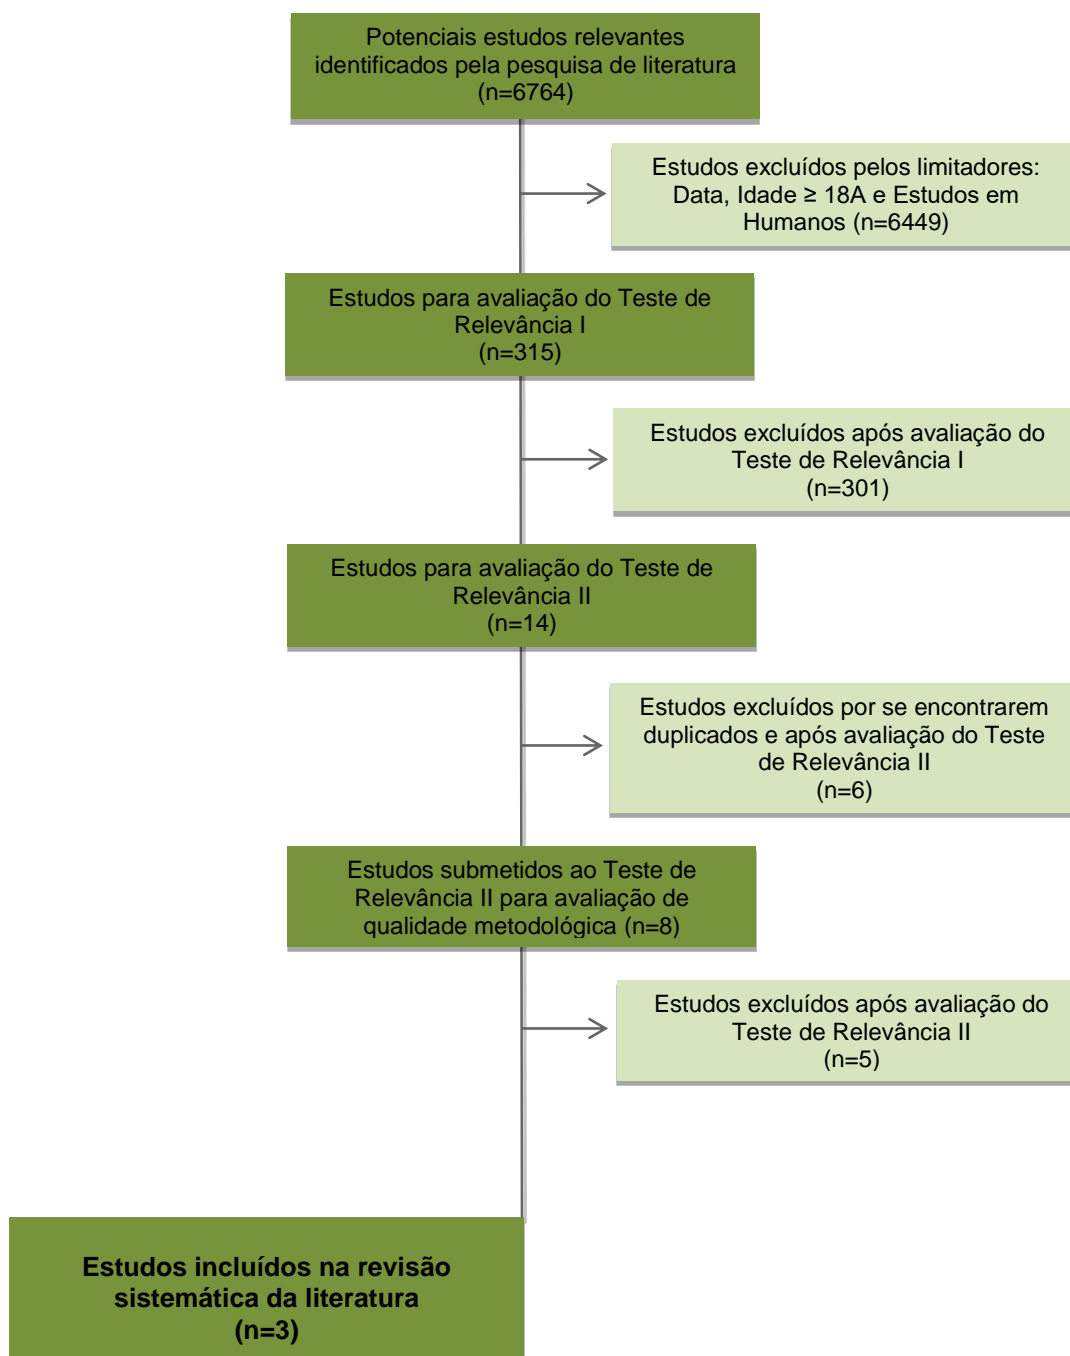 Potenciais estudos relevantes
identificados pela pesquisa de literatura
(n=6764)
Estudos excluídos pelos limitadores:
Data, Idade ≥ 18A e Estudos em
Humanos (n=6449)
Estudos para avaliação do Teste de
Relevância I
(n=315)
Estudos excluídos após avaliação do
Teste de Relevância I
(n=301)
Estudos para avaliação do Teste de
Relevância II
(n=14)
Estudos excluídos por se encontrarem
duplicados e após avaliação do Teste
de Relevância II
(n=6)
Estudos submetidos ao Teste de
Relevância II para avaliação de
qualidade metodológica (n=8)
Estudos excluídos após avaliação do
Teste de Relevância II
(n=5)
Estudos incluídos na revisão
sistemática da literatura
(n=3)